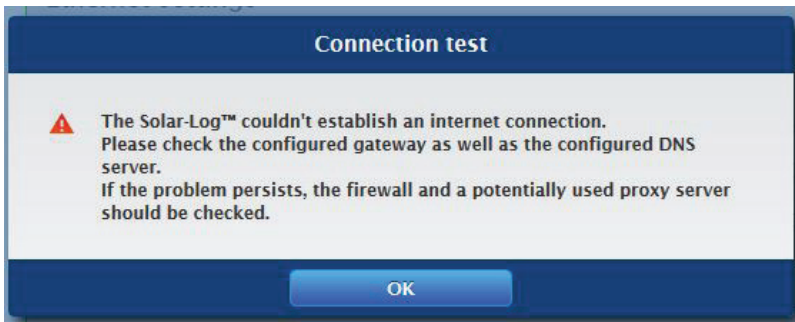 Connection test
The Solar-Log™ couldn't establish an internet connection.
Please check the configured gateway as well as the configured DNS
server.
If the problem persists, the firewall and a potentially used proxy server
should be checked.
OK